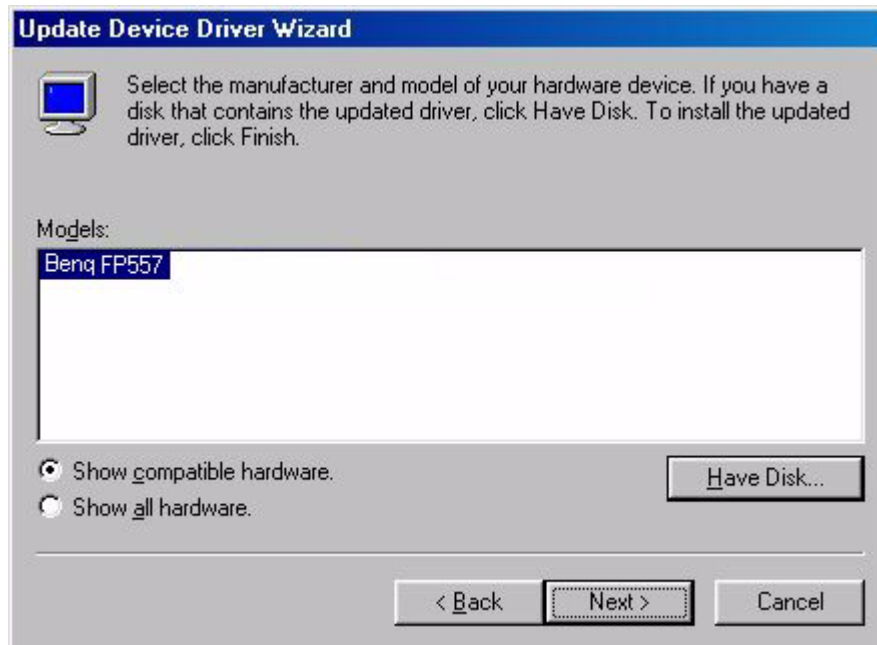 Update Device Driver Wizard
Select the manufacturer and model of your hardware device. If you have a
disk that contains the updated driver, click Have Disk. To install the updated
driver, click Finish.
Models:
Benq FP557
Show compatible hardware.
Have Disk...
Show all hardware.
< Back
Next >
Cancel